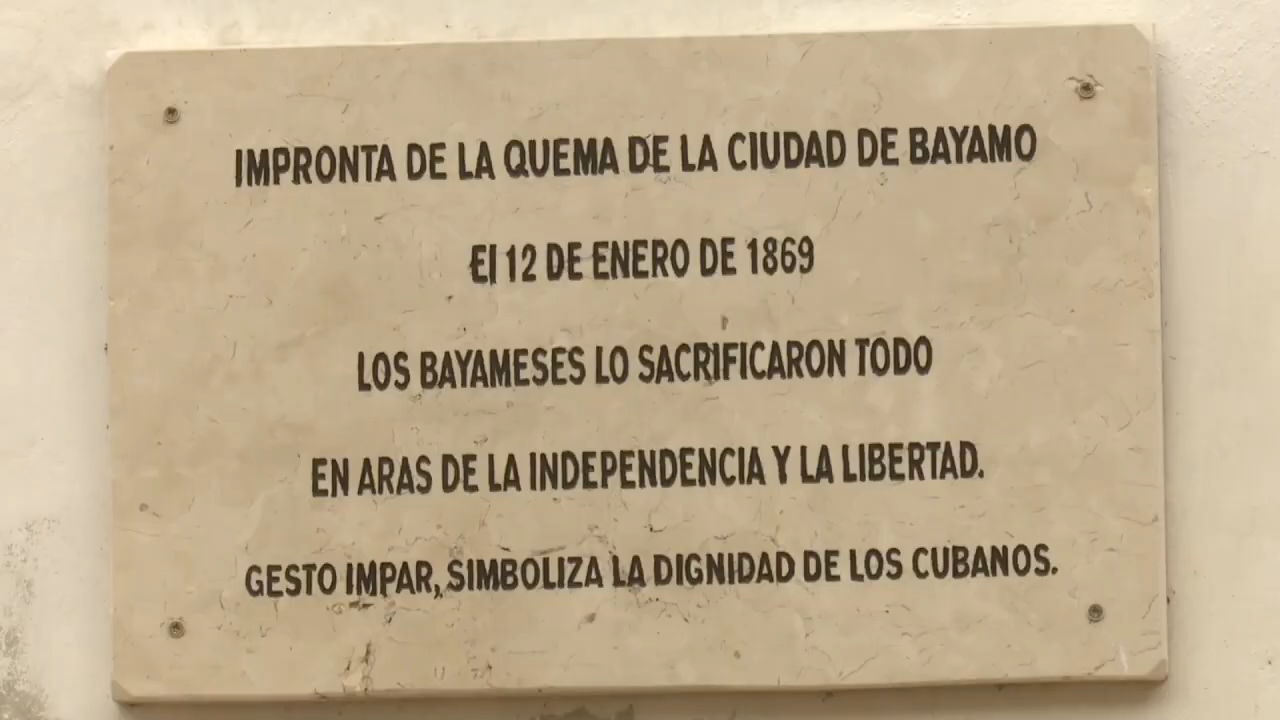 IMPRONTA DE LA QUEMA DE LA CIUDAD DE BAYAMO
El 12 DE ENERO DE 1869
LOS BAYAMESES LO SACRIFICARON TODO
EN ARAS DE LA INDEPENDENCIA Y LA LIBERTAD.
GESTO IMPAR, SIMBOLIZA LA DIGNIDAD DE LOS CUBANOS.